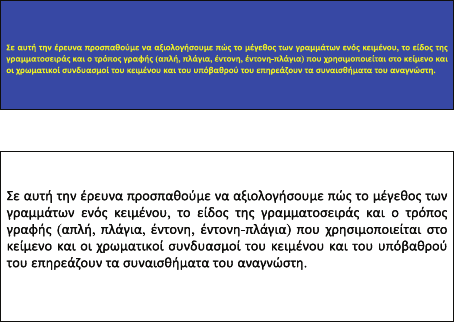 Σε αυτή την έρευνα προσπαθούμε να αξιολογήσουμε πώς το μέγεθος των γραμμάτων ενός κειμένου, το είδος της
γραμματοσειράς και ο τρόπος γραφής (απλή, πλάγια, έντονη, έντονη-πλάγια) που χρησιμοποιείται στο κείμενο και
οι χρωματικοί συνδυασμοί του κειμένου και του υπόβαθρού του επηρεάζουν τα συναισθήματα του αναγνώστη.
Σε αυτή την έρευνα προσπαθούμε να αξιολογήσουμε πώς το μέγεθος των
γραμμάτων ενός κειμένου, το είδος της γραμματοσειράς και ο τρόπος
γραφής (απλή, πλάγια, έντονη, έντονη-πλάγια) που χρησιμοποιείται στο
κείμενο και οι χρωματικοί συνδυασμοί του κειμένου και του υπόβαθρού
του επηρεάζουν τα συναισθήματα του αναγνώστη.